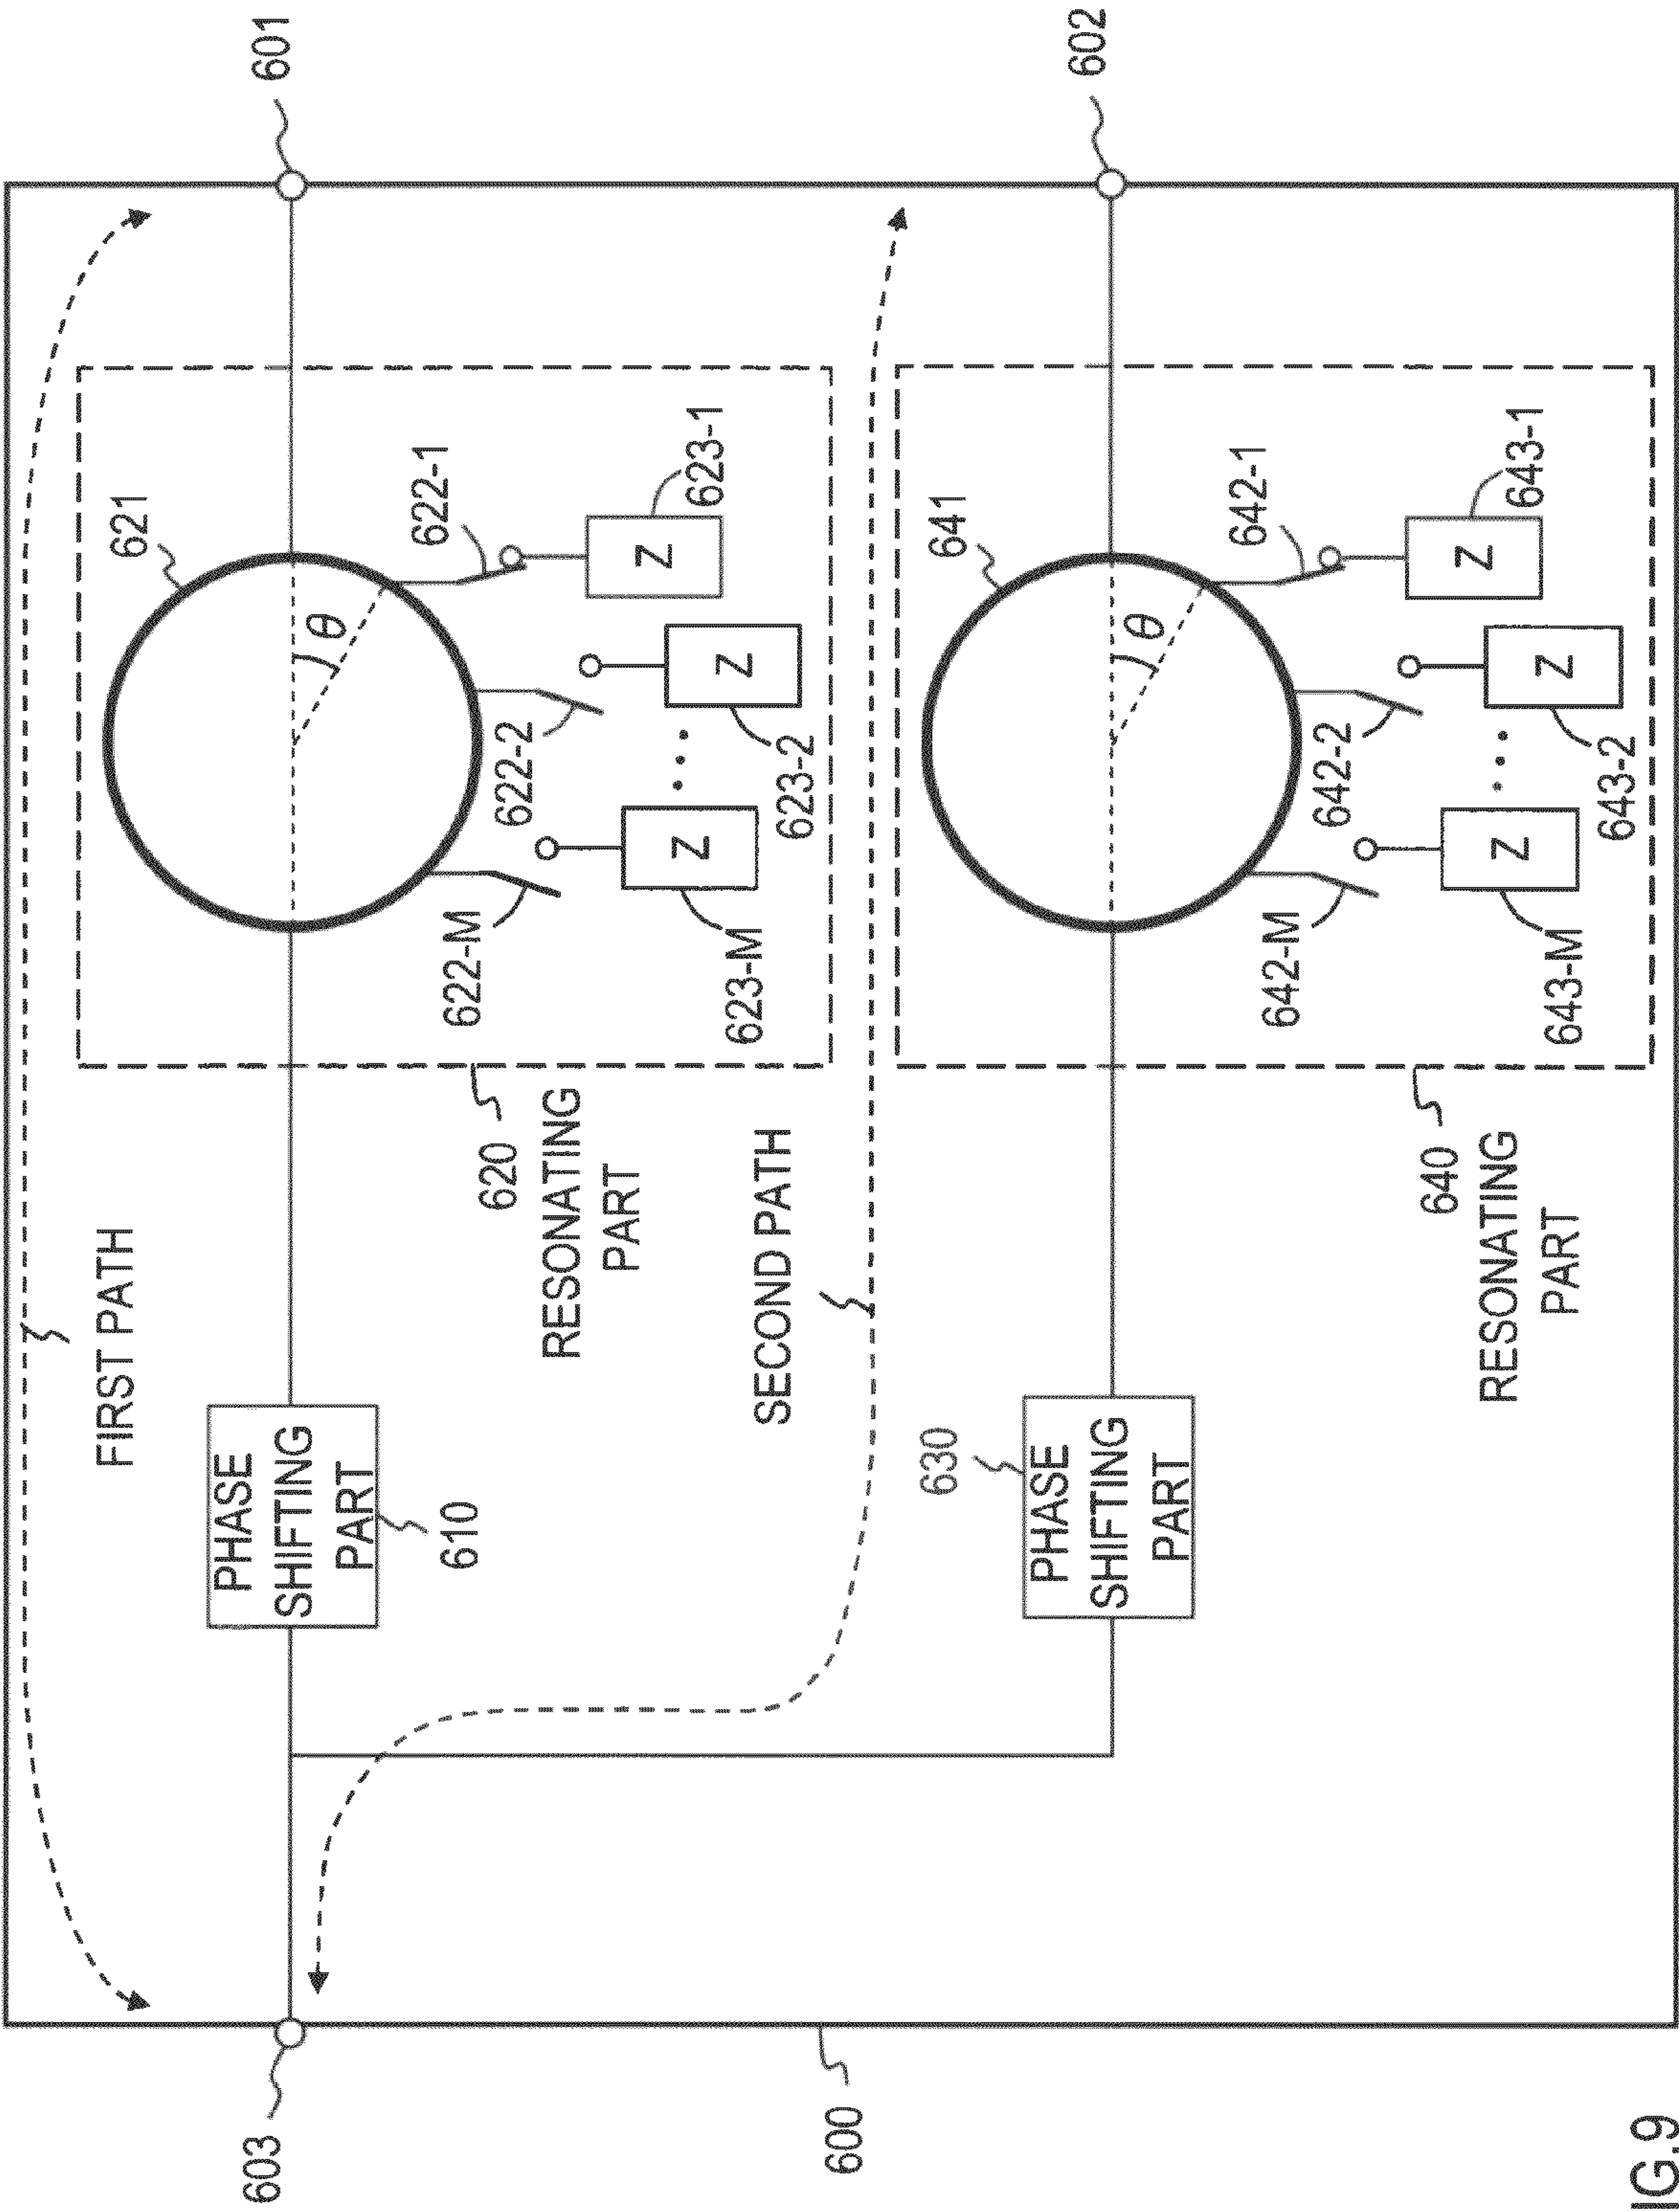 603
601
FIRST PATH
621
θ
PHASE
SHIFTING
PART
610
622-M
622-2
622-1
Z
Z
Z
623-M
623-2
623-1
620
RESONATING
PART
SECOND PATH
600
602
630
PHASE
SHIFTING
PART
641
θ
642-M
642-2
642-1
Z
Z
Z
643-M
643-2
643-1
640
RESONATING
PART
IG.9